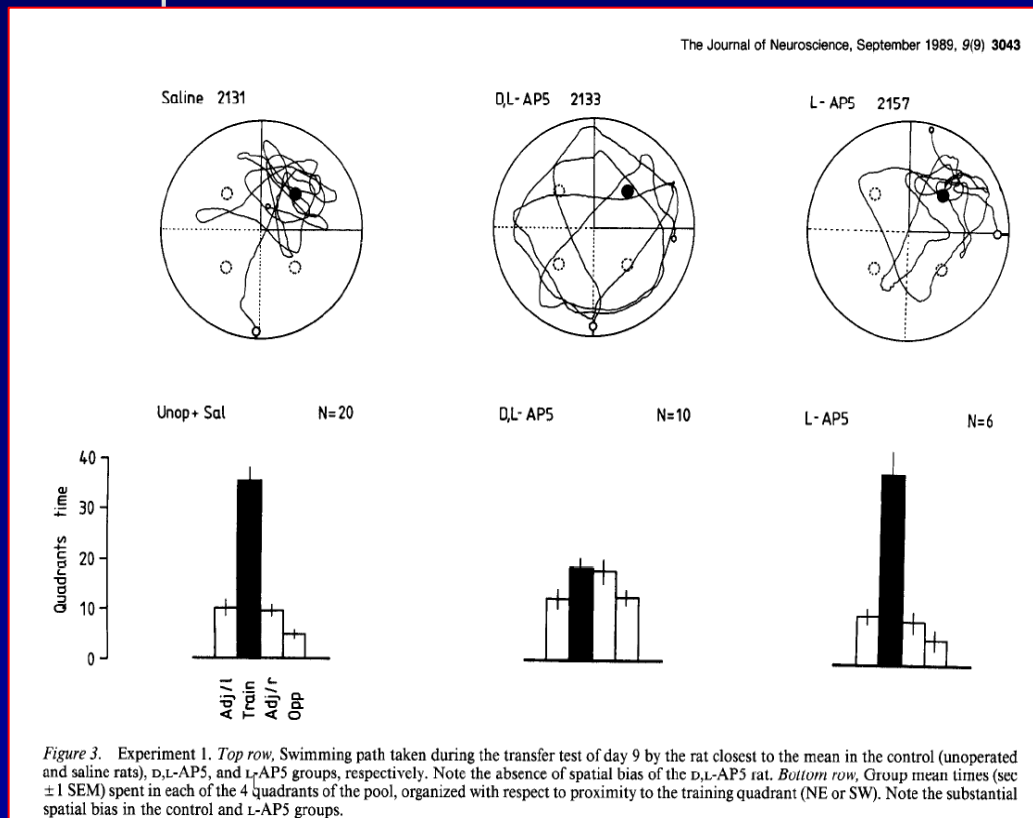 The Journal of Neuroscience, September 1989, 9(9) 3043
Saline 2131
D,L-AP5 2133
L-AP5 2157
Unop+ Sal N=20
D,L-AP5 N=10
L-AP5 N=6
Quadrants time
40
30
20
10
0
Adj/l
Train
Adj/r
Opp
Figure 3. Experiment 1. Top row, Swimming path taken during the transfer test of day 9 by the rat closest to the mean in the control (unoperated
and saline rats), D,L-AP5, and L-AP5 groups, respectively. Note the absence of spatial bias of the D,L-AP5 rat. Bottom row, Group mean times (sec
±1 SEM) spent in each of the 4 quadrants of the pool, organized with respect to proximity to the training quadrant (NE or SW). Note the substantial
spatial bias in the control and L-AP5 groups.